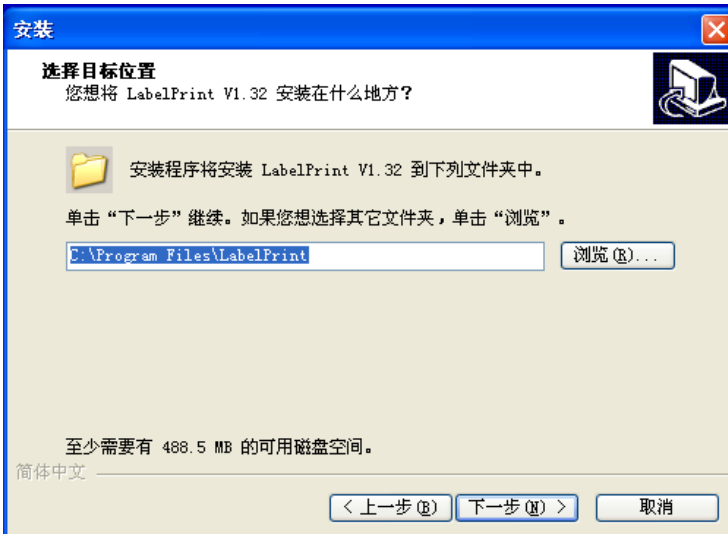 安装
选择目标位置
您想将 LabelPrint V1.32 安装在什么地方?
安装程序将安装 LabelPrint V1.32 到下列文件夹中。
单击“下一步”继续。如果您想选择其它文件夹，单击“浏览”。
C:\Program Files\LabelPrint
浏览(R)...
至少需要有 488.5 MB 的可用磁盘空间。
简体中文
< 上一步(B)
下一步(N) >
取消